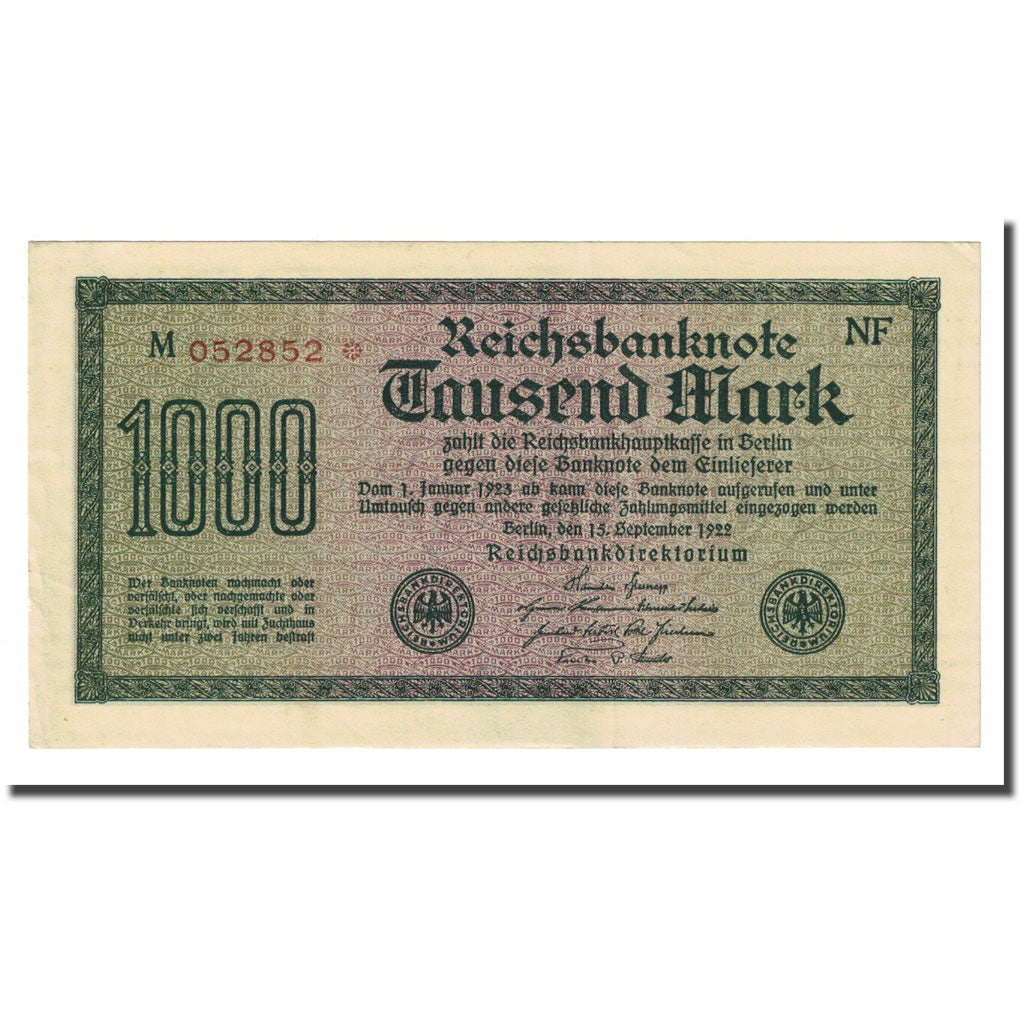 M 052852 *
NF
Reichsbanknote
Tausend Mark
1000
zahlt die Reichsbankhauptkasse in Berlin
gegen diese Banknote dem Einlieferer
Vom 1. Januar 1923 ab kann diese Banknote aufgerufen und unter
Umtausch gegen andere gesetzliche Zahlungsmittel eingezogen werden
Berlin, den 15. September 1922
Reichsbankdirektorium
Wer Banknoten nachmacht oder
verfälscht, oder nachgemachte oder
verfälschte sich verschafft und in
Verkehr bringt, wird mit Zuchthaus
nicht unter zwei Jahren bestraft
REICHSBANKDIREKTORIUM
REICHSBANKDIREKTORIUM